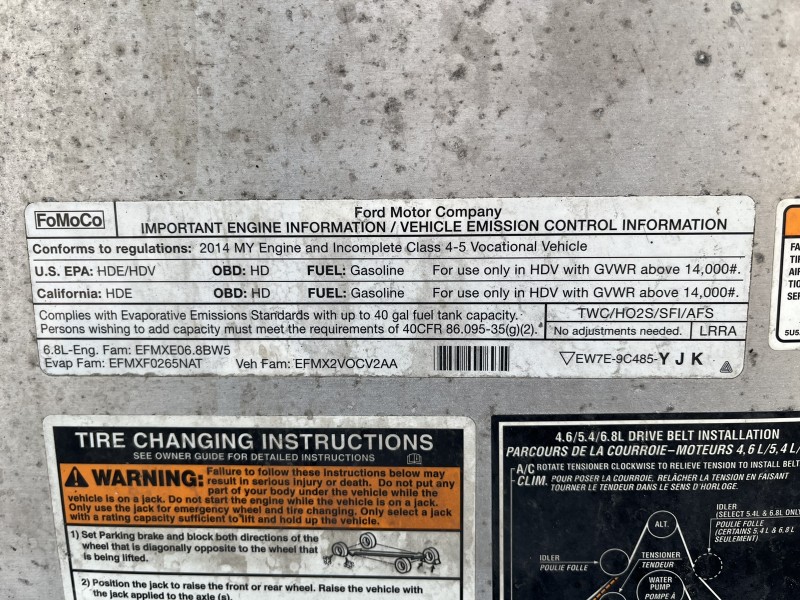 FoMoCo
Ford Motor Company
IMPORTANT ENGINE INFORMATION / VEHICLE EMISSION CONTROL INFORMATION
Conforms to regulations: 2014 MY Engine and Incomplete Class 4-5 Vocational Vehicle
U.S. EPA: HDE/HDV OBD: HD FUEL: Gasoline For use only in HDV with GVWR above 14,000#.
California: HDE OBD: HD FUEL: Gasoline For use only in HDV with GVWR above 14,000#.
Complies with Evaporative Emissions Standards with up to 40 gal fuel tank capacity.
Persons wishing to add capacity must meet the requirements of 40CFR 86.095-35(g)(2).
TWC/HO2S/SFI/AFS
No adjustments needed. LRRA
6.8L-Eng. Fam: EFMXE06.8BW5
Evap Fam: EFMXF0265NAT Veh Fam: EFMX2VOCV2AA
EW7E-9C485-Y J K
TIRE CHANGING INSTRUCTIONS
SEE OWNER GUIDE FOR DETAILED INSTRUCTIONS
WARNING: Failure to follow these instructions below may
result in serious injury or death. Do not put any
part of your body under the vehicle while the
vehicle is on a jack. Do not start the engine while the vehicle is on a jack.
Only use the jack for emergency wheel and tire changing. Only select a jack
with a rating capacity sufficient to lift and hold up the vehicle.
1) Set Parking brake and block both directions of the
wheel that is diagonally opposite to the wheel that
is being lifted.
2) Position the jack to raise the front or rear wheel. Raise the vehicle with
the jack applied to the axle (s).
4.6/5.4/6.8L DRIVE BELT INSTALLATION
PARCOURS DE LA COURROIE–MOTEURS 4,6 L/5,4 L/
A/C ROTATE TENSIONER CLOCKWISE TO RELIEVE TENSION TO INSTALL BELT
CLIM. POUR POSER LA COURROIE, RELÂCHER LA TENSION EN FAISANT
TOURNER LE TENDEUR DANS LE SENS D'HORLOGE.
IDLER
(SELECT 5.4L & 6.8L ONLY
POULIE FOLLE
(CERTAINS 5.4 L & 6.8 L
SEULEMENT)
ALT.
IDLER
POULIE FOLLE
TENSIONER
TENDEUR
WATER
PUMP
POMPE À